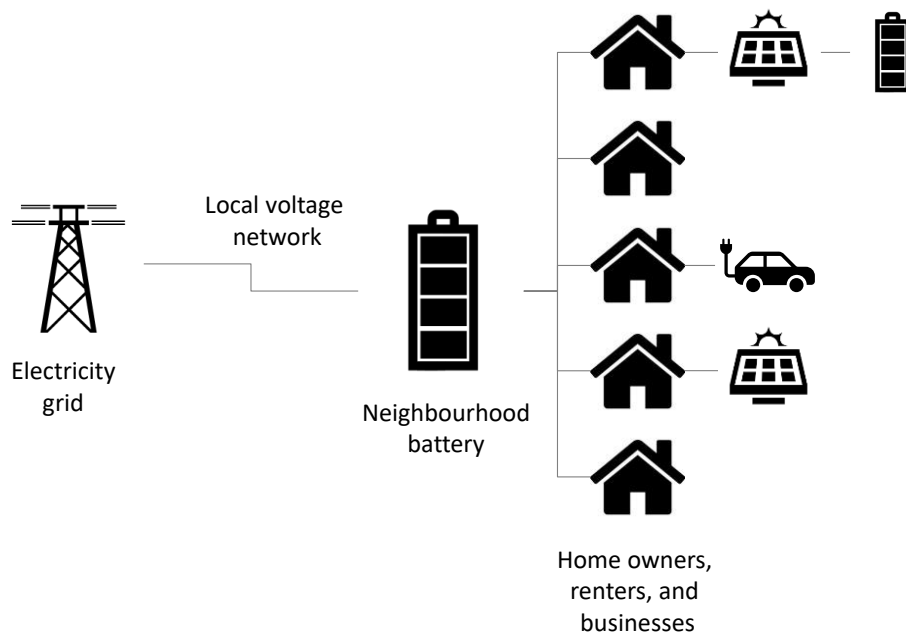 Local voltage
network
Electricity
grid
Neighbourhood
battery
Home owners,
renters, and
businesses